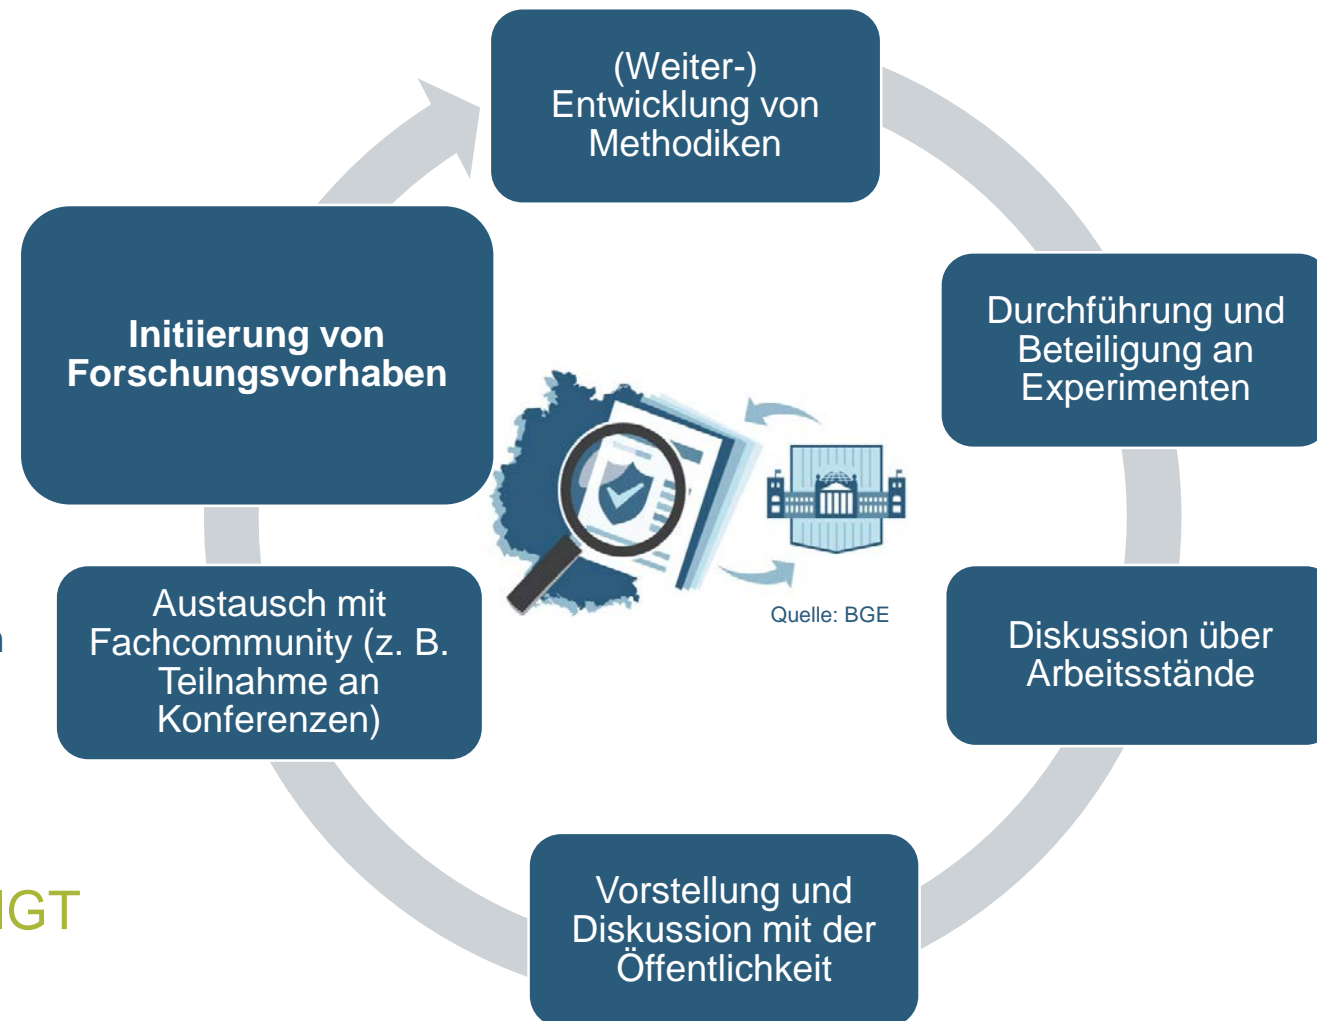 (Weiter-)
Entwicklung von
Methodiken
Durchführung und
Beteiligung an
Experimenten
Diskussion über
Arbeitsstände
Vorstellung und
Diskussion mit der
Öffentlichkeit
Austausch mit
Fachcommunity (z. B.
Teilnahme an
Konferenzen)
Initiierung von
Forschungsvorhaben
Quelle: BGE